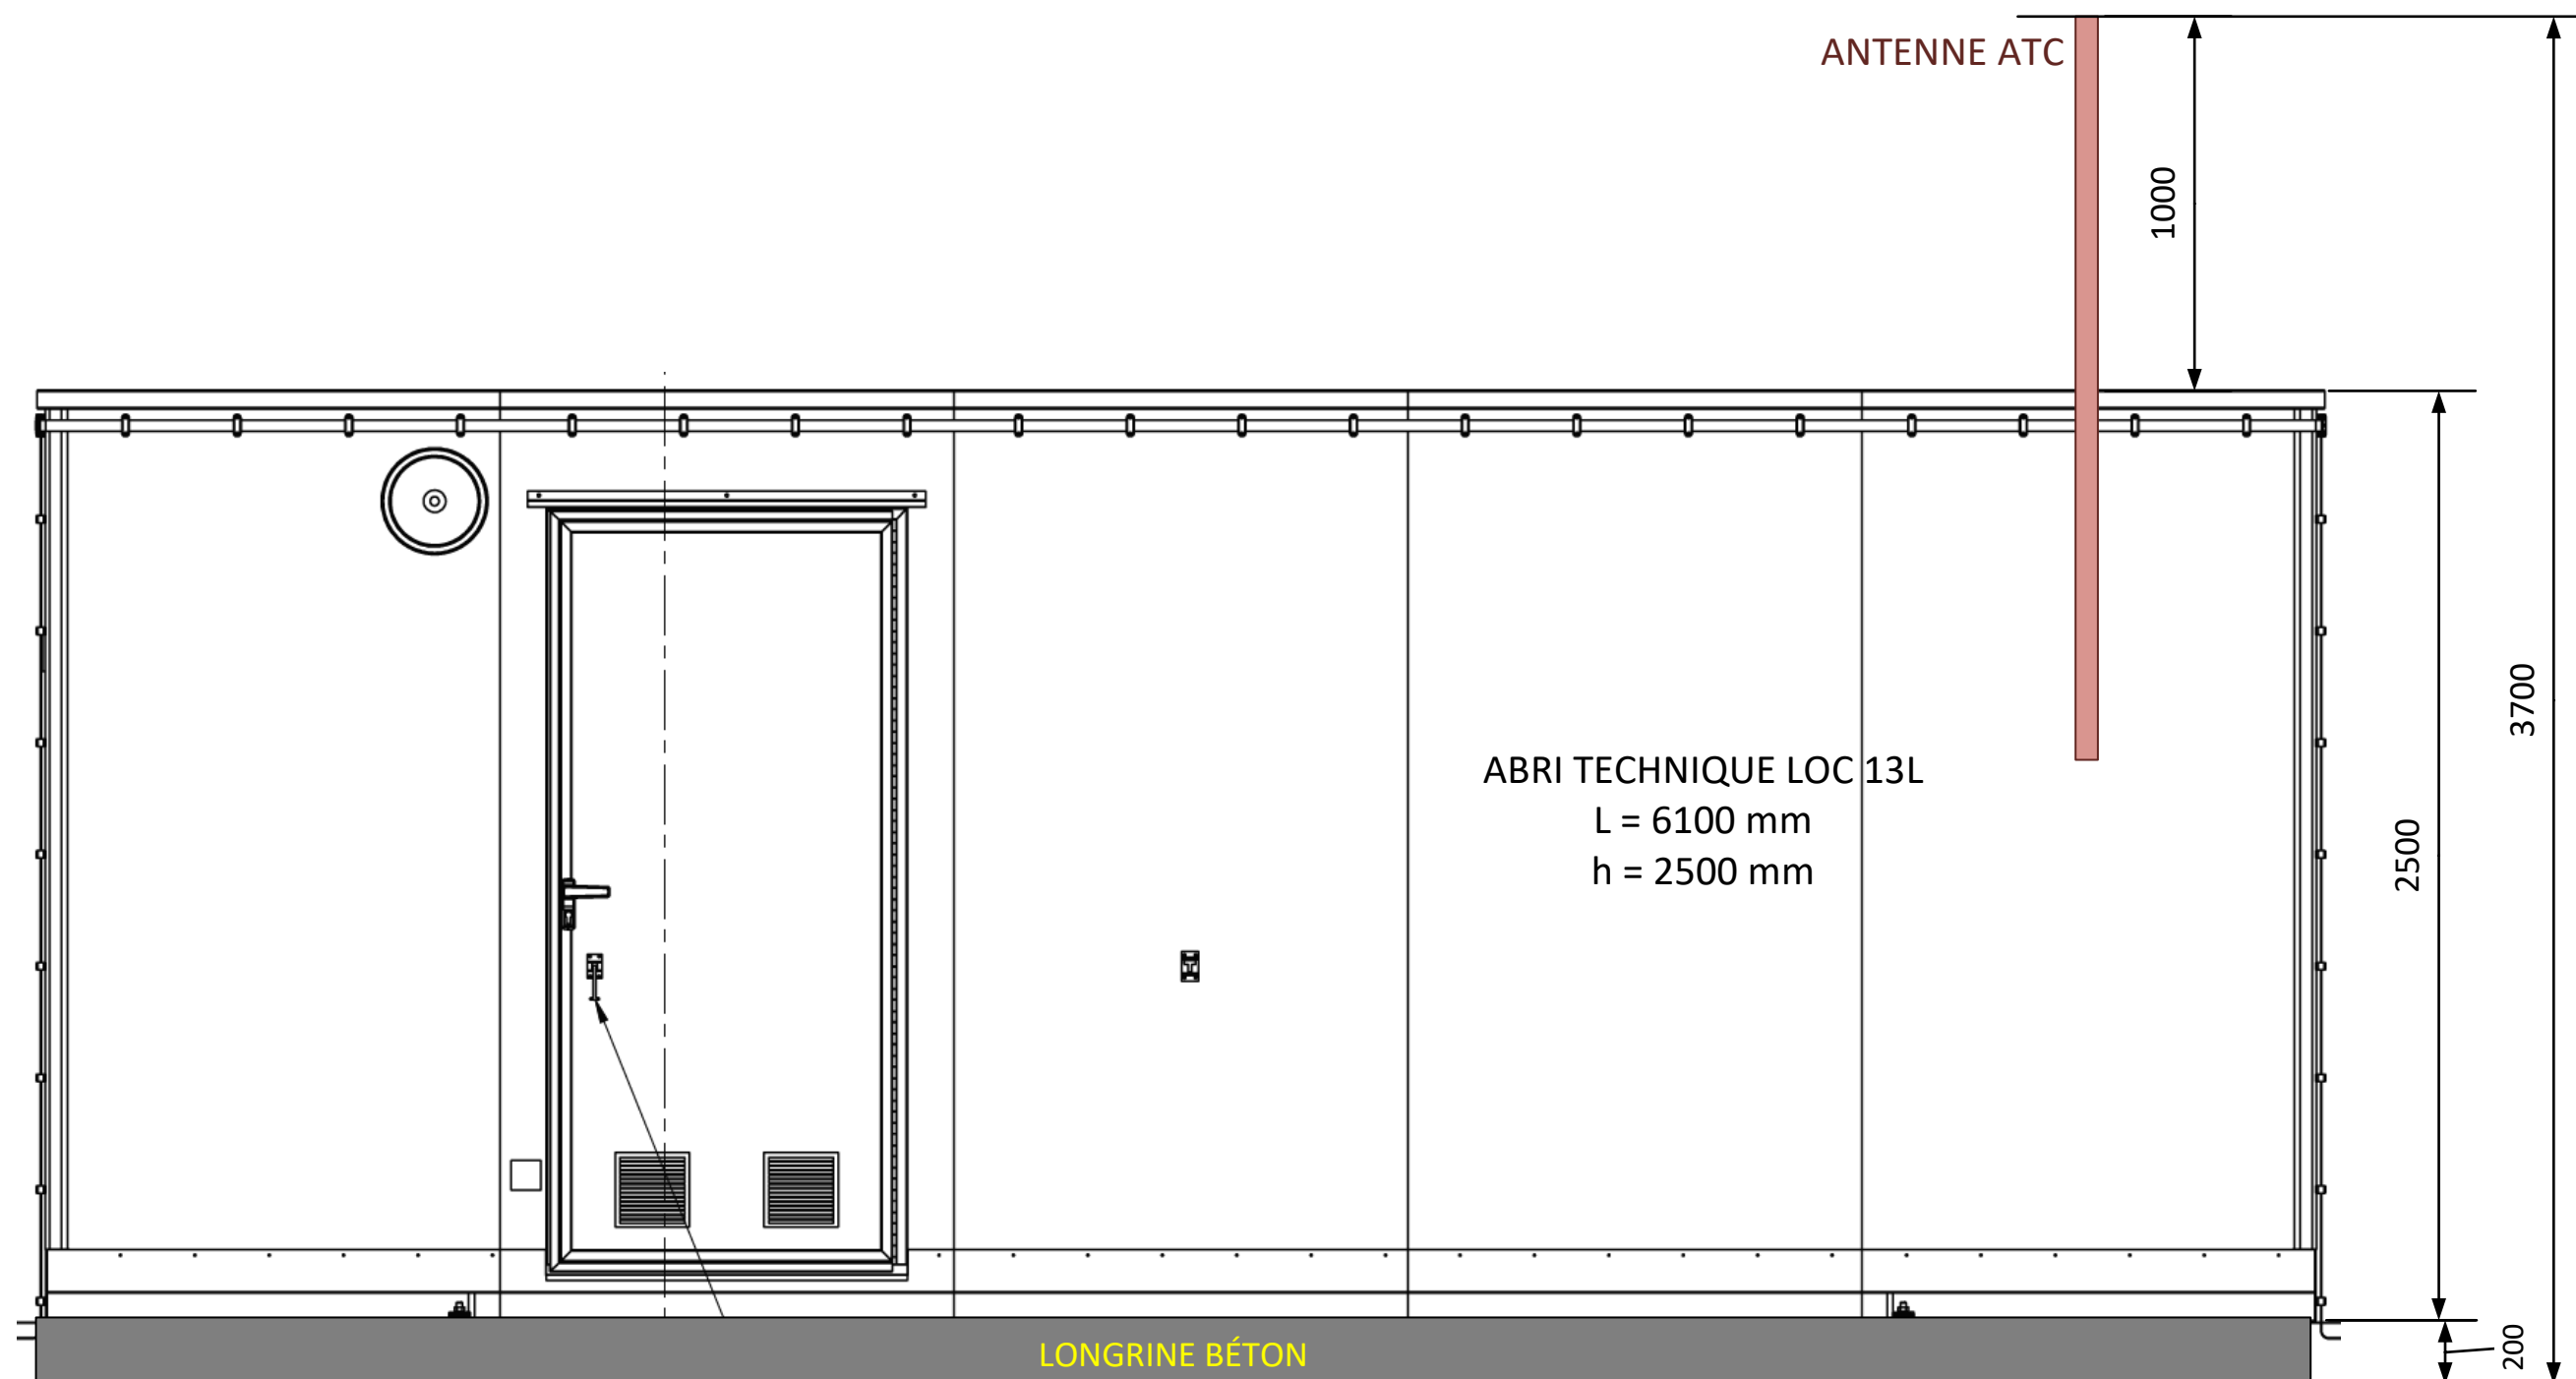 ANTENNE ATC
1000
3700
ABRI TECHNIQUE LOC 13L
L = 6100 mm
h = 2500 mm
2500
200
LONGRINE BÉTON